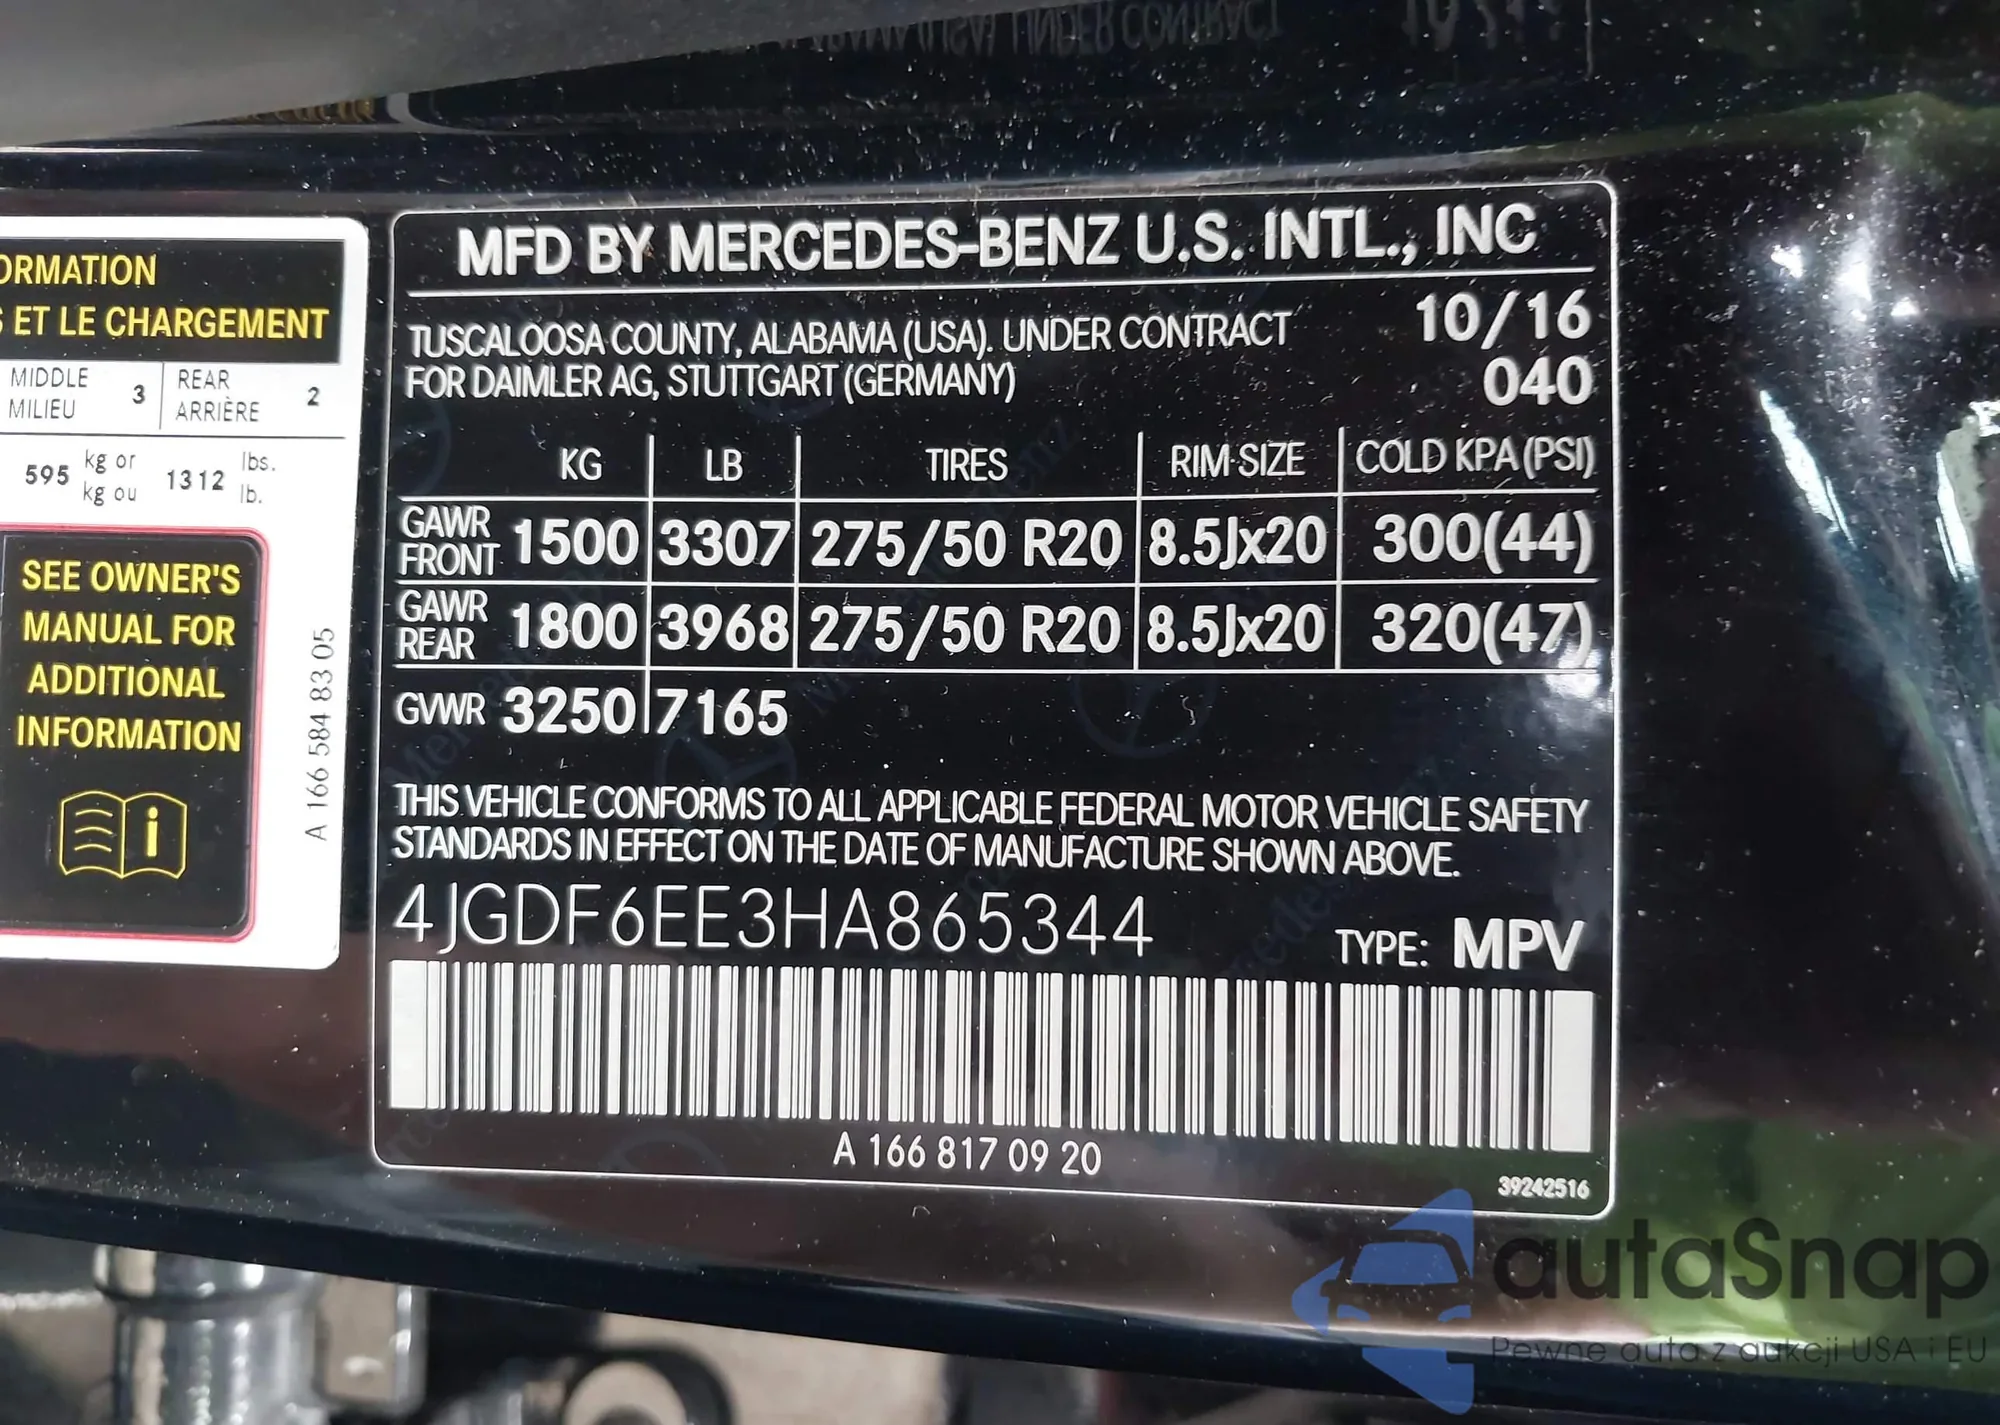 ORMATION
S ET LE CHARGEMENT
MIDDLE
MILIEU
3
REAR
ARRIÈRE
2
595
kg or
kg ou
1312
lbs.
lb.
SEE OWNER'S
MANUAL FOR
ADDITIONAL
INFORMATION
A 166 584 83 05
MFD BY MERCEDES-BENZ U.S. INTL., INC
TUSCALOOSA COUNTY, ALABAMA (USA). UNDER CONTRACT
FOR DAIMLER AG, STUTTGART (GERMANY)
10/16
040
KG LB TIRES RIM SIZE COLD KPA (PSI)
GAWR FRONT 1500 3307 275/50 R20 8.5Jx20 300(44)
GAWR REAR 1800 3968 275/50 R20 8.5Jx20 320(47)
GVWR 3250 7165
THIS VEHICLE CONFORMS TO ALL APPLICABLE FEDERAL MOTOR VEHICLE SAFETY
STANDARDS IN EFFECT ON THE DATE OF MANUFACTURE SHOWN ABOVE.
4JGDF6EE3HA865344
TYPE: MPV
A 166 817 09 20
39242516
autaSnap
Pewne auta z aukcji USA i EU